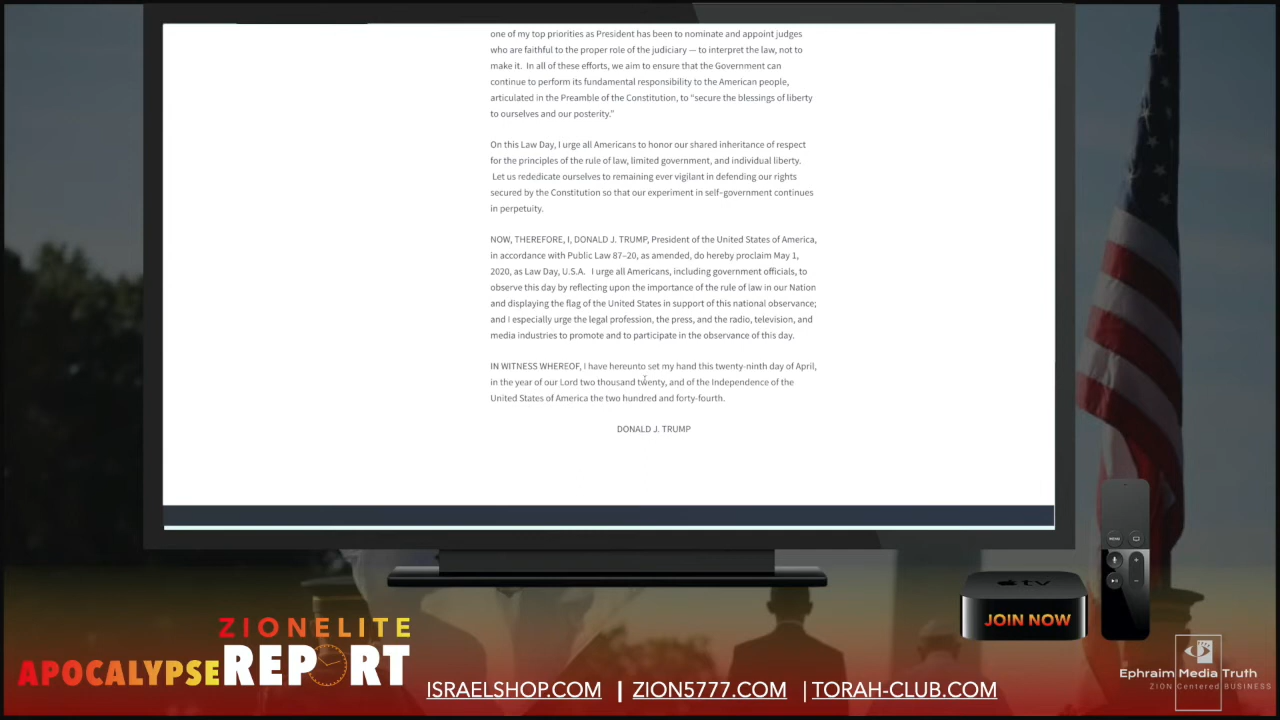 one of my top priorities as President has been to nominate and appoint judges
who are faithful to the proper role of the judiciary — to interpret the law, not to
make it.  In all of these efforts, we aim to ensure that the Government can
continue to perform its fundamental responsibility to the American people,
articulated in the Preamble of the Constitution, to “secure the blessings of liberty
to ourselves and our posterity.”
On this Law Day, I urge all Americans to honor our shared inheritance of respect
for the principles of the rule of law, limited government, and individual liberty.
Let us rededicate ourselves to remaining ever vigilant in defending our rights
secured by the Constitution so that our experiment in self-government continues
in perpetuity.
NOW, THEREFORE, I, DONALD J. TRUMP, President of the United States of America,
in accordance with Public Law 87–20, as amended, do hereby proclaim May 1,
2020, as Law Day, U.S.A.   I urge all Americans, including government officials, to
observe this day by reflecting upon the importance of the rule of law in our Nation
and displaying the flag of the United States in support of this national observance;
and I especially urge the legal profession, the press, and the radio, television, and
media industries to promote and to participate in the observance of this day.
IN WITNESS WHEREOF, I have hereunto set my hand this twenty-ninth day of April,
in the year of our Lord two thousand twenty, and of the Independence of the
United States of America the two hundred and forty-fourth.
DONALD J. TRUMP
MENU
tv
JOIN NOW
ZIONELITE
APOCALYPSE REPORT
ISRAELSHOP.COM | ZION5777.COM | TORAH-CLUB.COM
Ephraim Media Truth
ZION Centered BUSINESS